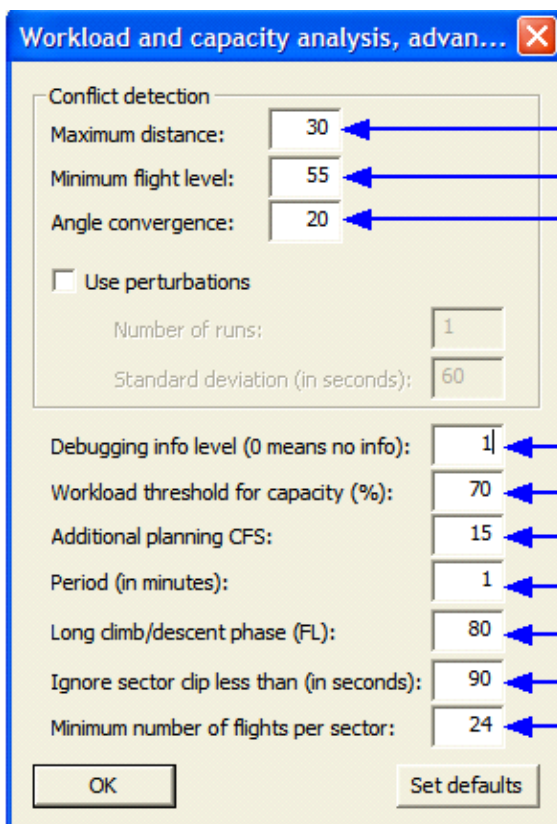 Workload and capacity analysis, advan...
Conflict detection
Maximum distance: 30
Minimum flight level: 55
Angle convergence: 20
Use perturbations
Number of runs: 1
Standard deviation (in seconds): 60
Debugging info level (0 means no info): 1
Workload threshold for capacity (%): 70
Additional planning CFS: 15
Period (in minutes): 1
Long climb/descent phase (FL): 80
Ignore sector clip less than (in seconds): 90
Minimum number of flights per sector: 24
OK Set defaults